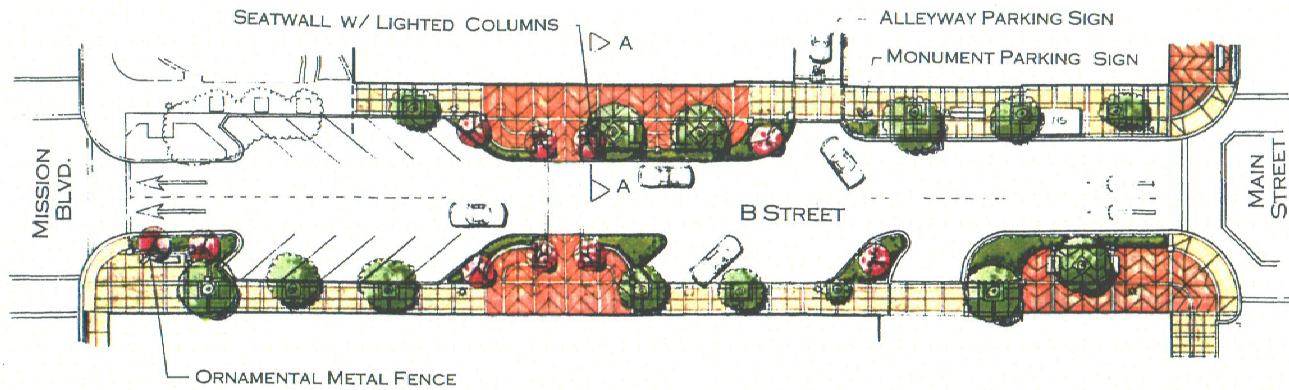 SEATWALL W/ LIGHTED COLUMNS
A
ALLEYWAY PARKING SIGN
MONUMENT PARKING SIGN
MISSION
BLVD.
A
B STREET
MAIN
STREET
ORNAMENTAL METAL FENCE